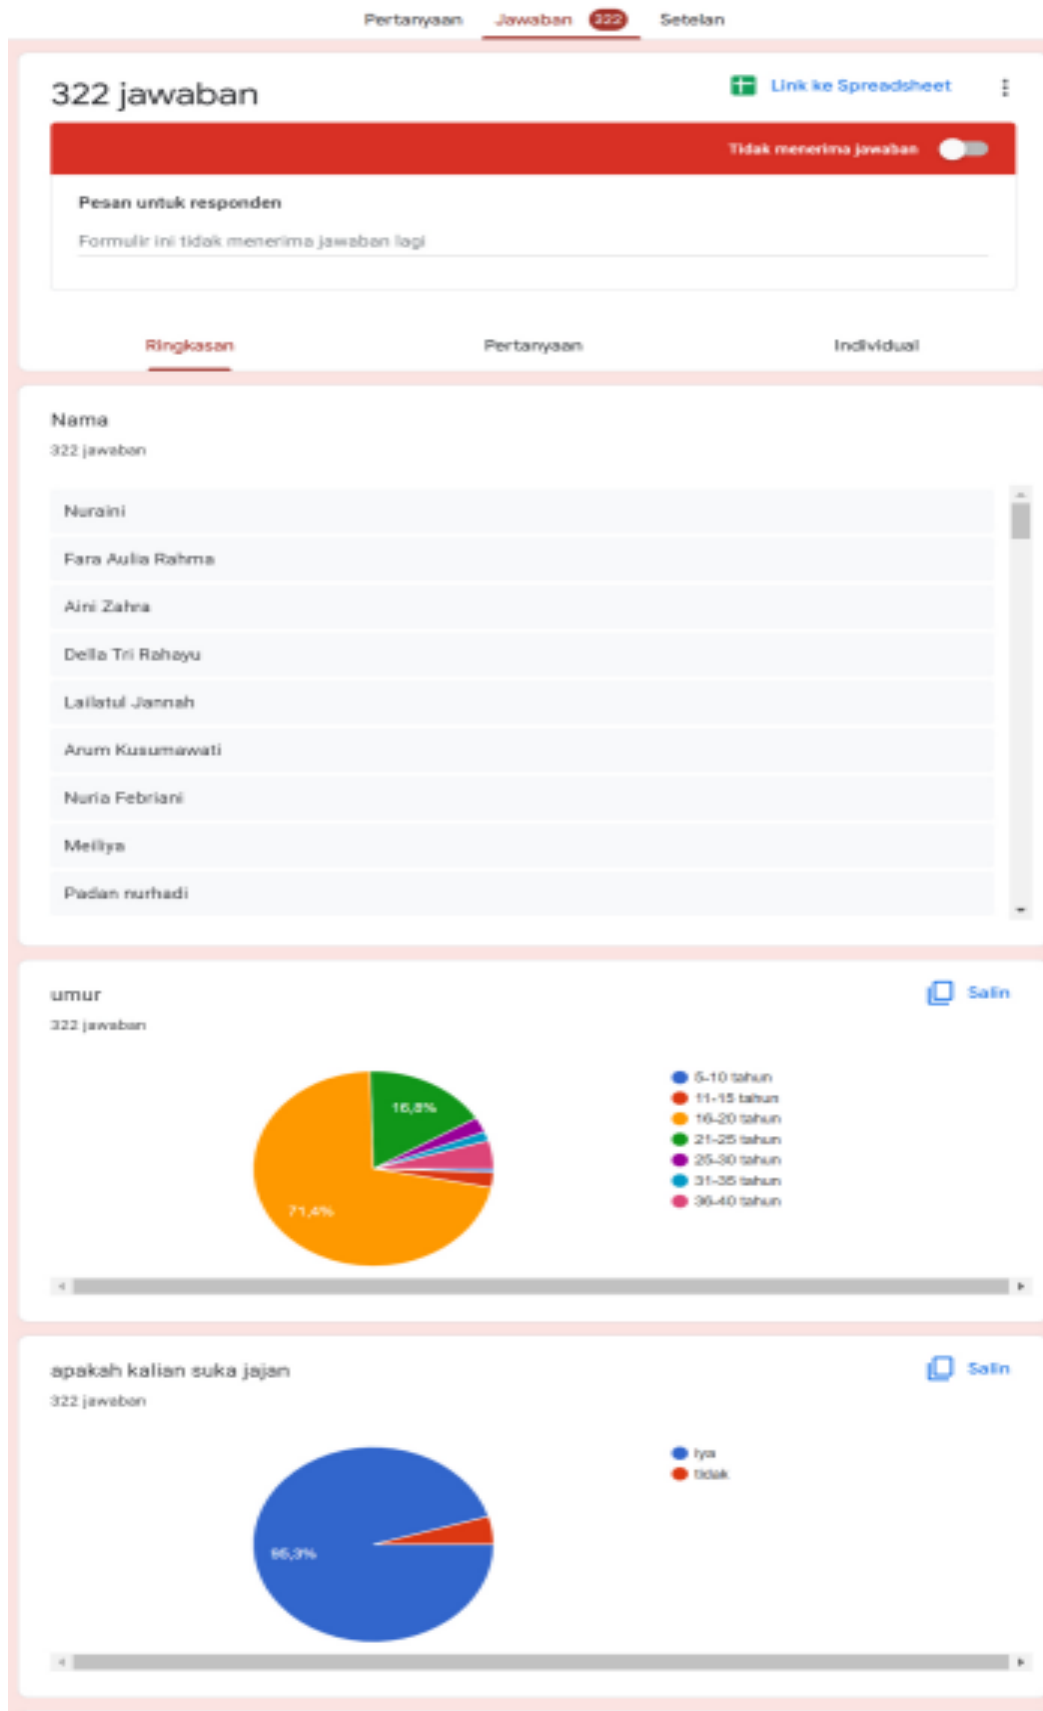 Pertanyaan Jawaban 322 Setelan
322 jawaban
Link ke Spreadsheet
Tidak menerima jawaban
Pesan untuk responden
Formulir ini tidak menerima jawaban lagi
Ringkasan Pertanyaan Individual
Nama
322 jawaban
Nuraini
Fara Aulia Rahma
Aini Zahra
Della Tri Rahayu
Lailatul Jannah
Arum Kusumawati
Nuria Febriani
Meiliya
Padan nurhadi
umur
Salin
322 jawaban
16,8%
71,4%
5-10 tahun
11-15 tahun
16-20 tahun
21-25 tahun
25-30 tahun
31-35 tahun
36-40 tahun
apakah kalian suka jajan
Salin
322 jawaban
95,3%
iya
tidak